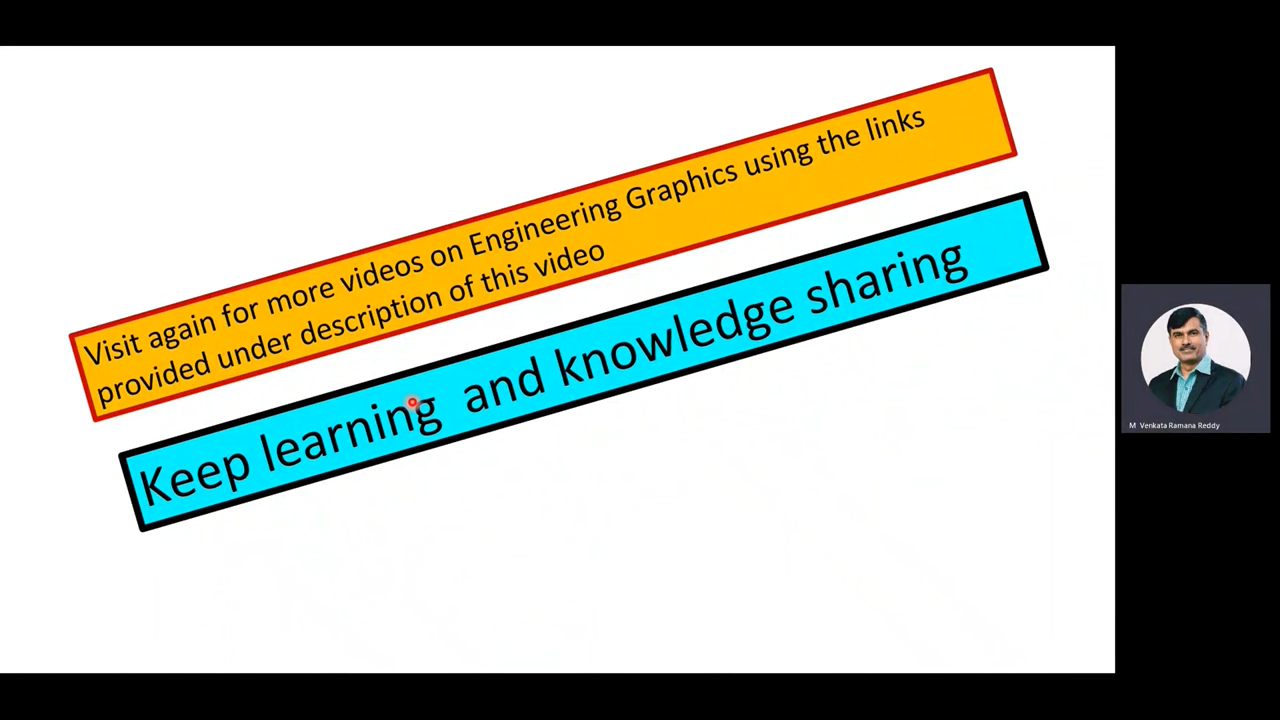 Visit again for more videos on Engineering Graphics using the links
provided under description of this video
Keep learning and knowledge sharing
M Venkata Ramana Reddy